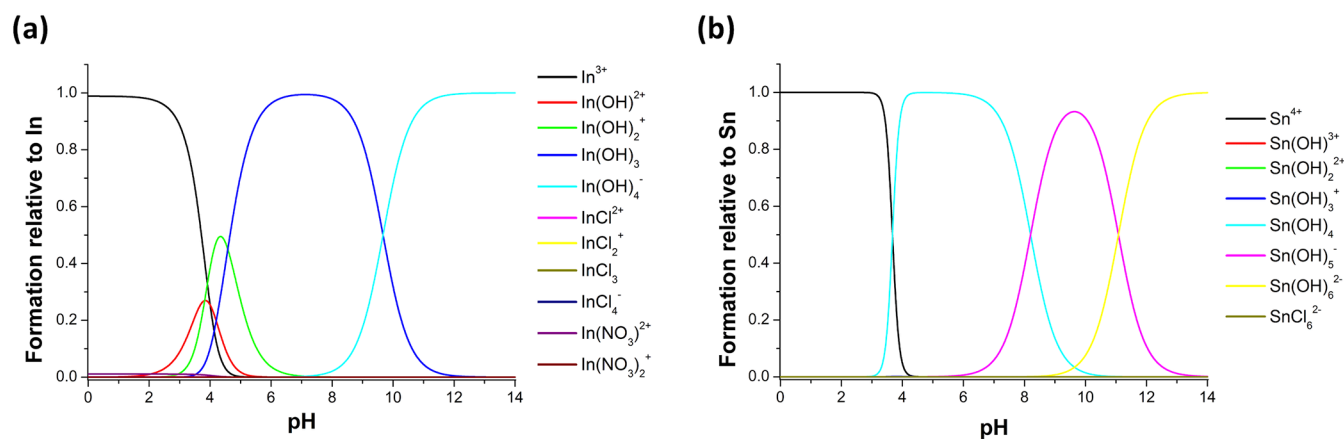 (a)
Formation relative to In
1.0
0.8
0.6
0.4
0.2
0.0
0 2 4 6 8 10 12 14
pH
In³⁺
In(OH)²⁺
In(OH)₂⁺
In(OH)₃
In(OH)₄⁻
InCl²⁺
InCl₂⁺
InCl₃
InCl₄⁻
In(NO₃)²⁺
In(NO₃)₂⁺
(b)
Formation relative to Sn
1.0
0.8
0.6
0.4
0.2
0.0
0 2 4 6 8 10 12 14
pH
Sn⁴⁺
Sn(OH)³⁺
Sn(OH)₂²⁺
Sn(OH)₃⁺
Sn(OH)₄
Sn(OH)₅⁻
Sn(OH)₆²⁻
SnCl₆²⁻